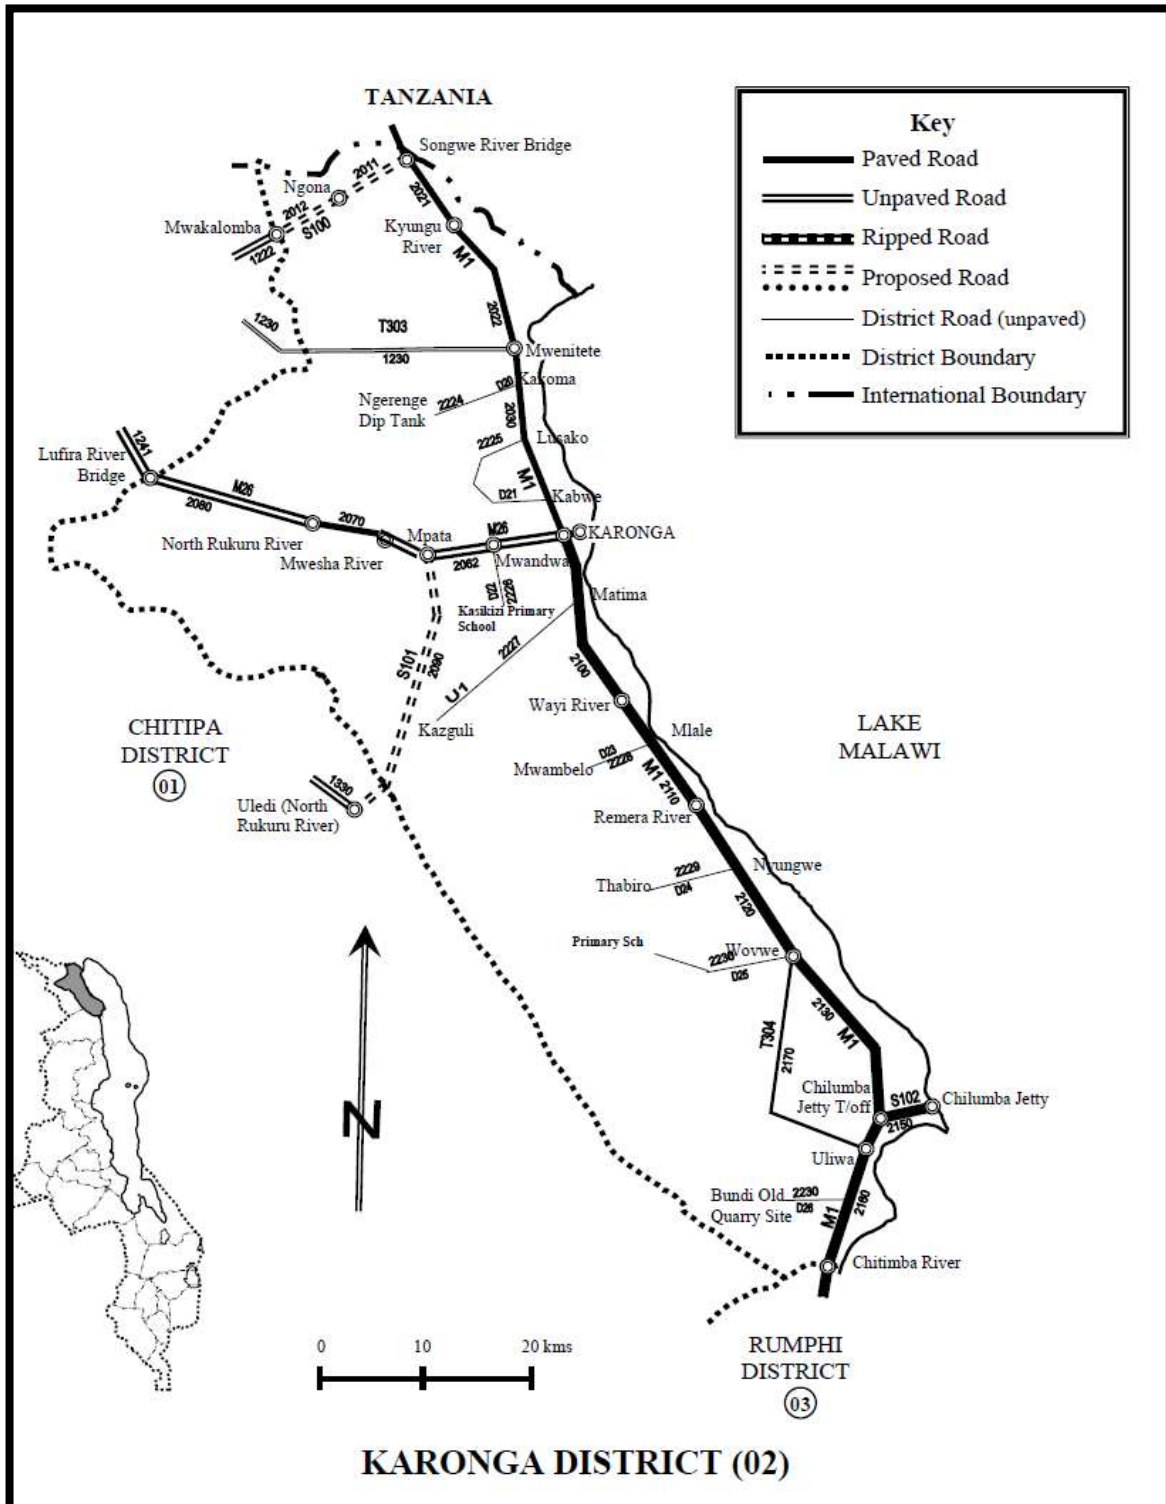 TANZANIA
Key
Paved Road
Unpaved Road
Ripped Road
Proposed Road
District Road (unpaved)
District Boundary
International Boundary
Songwe River Bridge
2011
Ngona
2012
S100
2021
Mwakalomba
1222
Kyungu
River
M1
2022
1230
T303
1230
Mwenitete
D20
Kakoma
2224
Ngerenge
Dip Tank
2030
2225
Lusako
M1
1241
Lufira River
Bridge
D21
Kabwe
M26
2080
2070
North Rukuru River
Mwesha River
Mpata
M26
KARONGA
2062
Mwandwa
D22
2226
Kasikizi Primary
School
Matima
2227
S101
2090
U1
2100
Kazguli
Wayi River
CHITIPA
DISTRICT
01
LAKE
MALAWI
Mlale
D23
2228
Mwambelo
M1
2110
1330
Uledi (North
Rukuru River)
Remera River
2229
Nyungwe
Thabiro
D24
2120
Primary Sch
Wovwe
2230
D25
2130
M1
T304
2170
N
Chilumba
Jetty T/off
S102
Chilumba Jetty
2150
Uliwa
Bundi Old
Quarry Site
2230
D26
M1
2160
Chitimba River
0 10 20 kms
RUMPHI
DISTRICT
03
KARONGA DISTRICT (02)